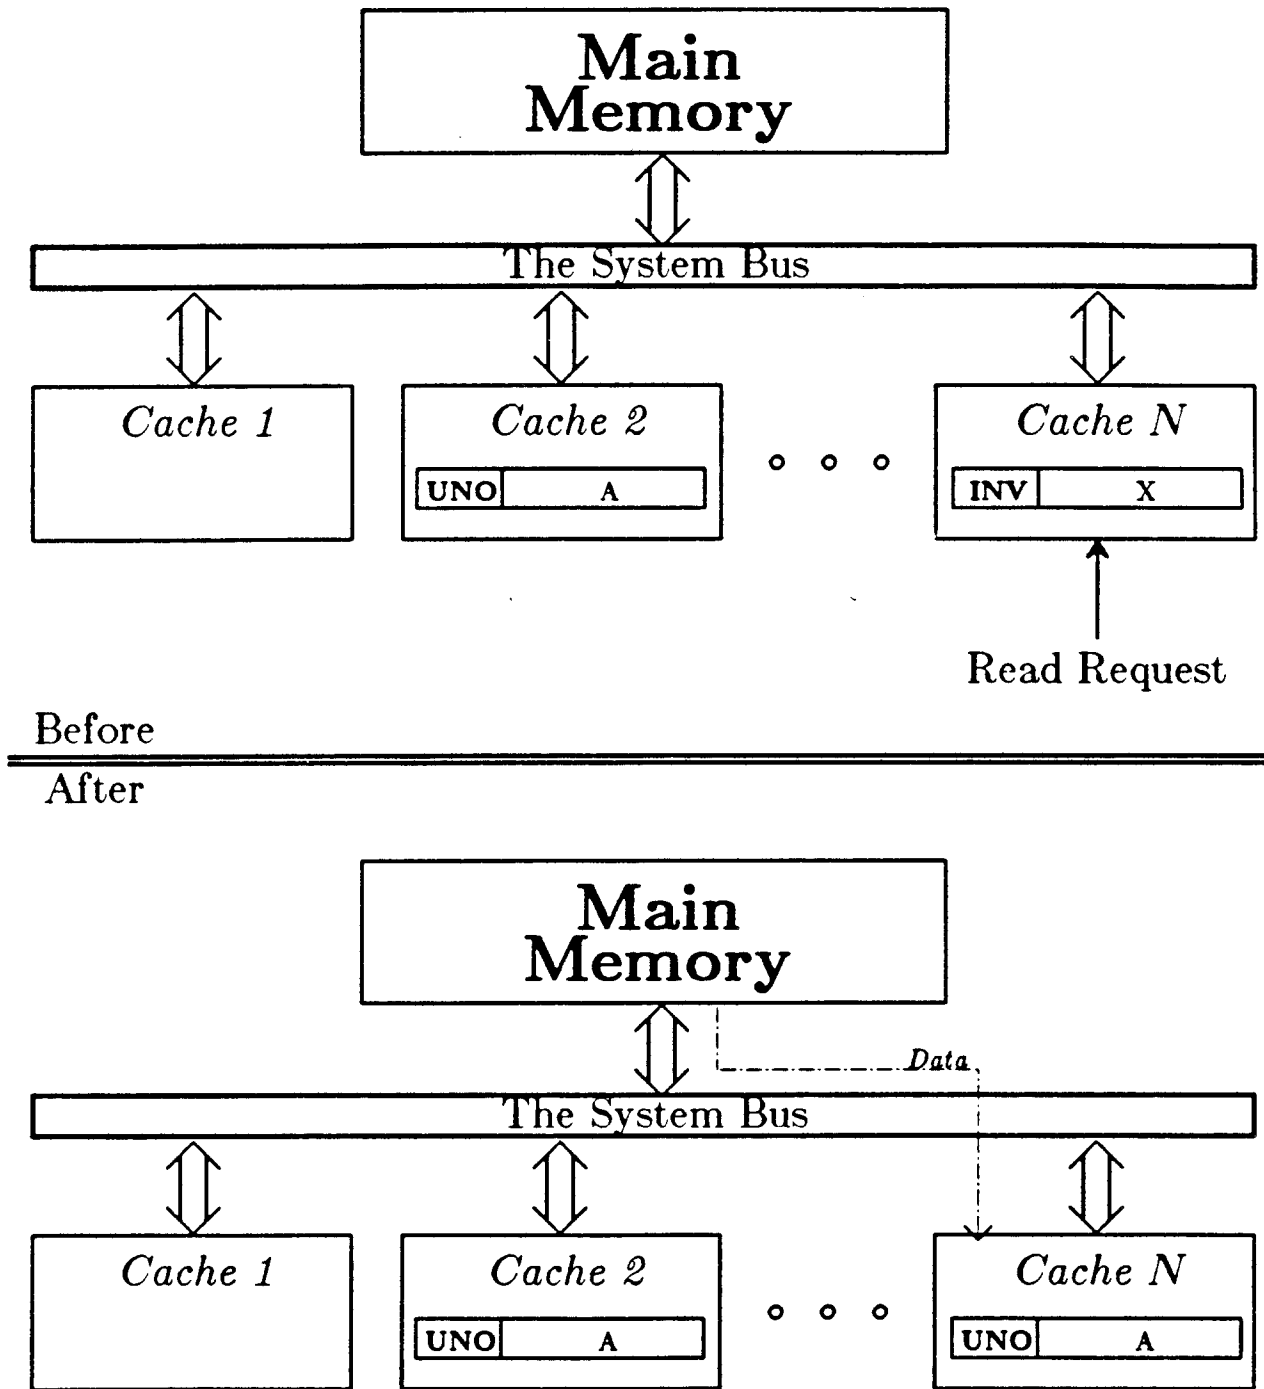 Main
Memory
The System Bus
Cache 1
Cache 2
Cache N
UNO A
INV X
Read Request
Before
After
Main
Memory
Data
The System Bus
Cache 1
Cache 2
Cache N
UNO A
UNO A